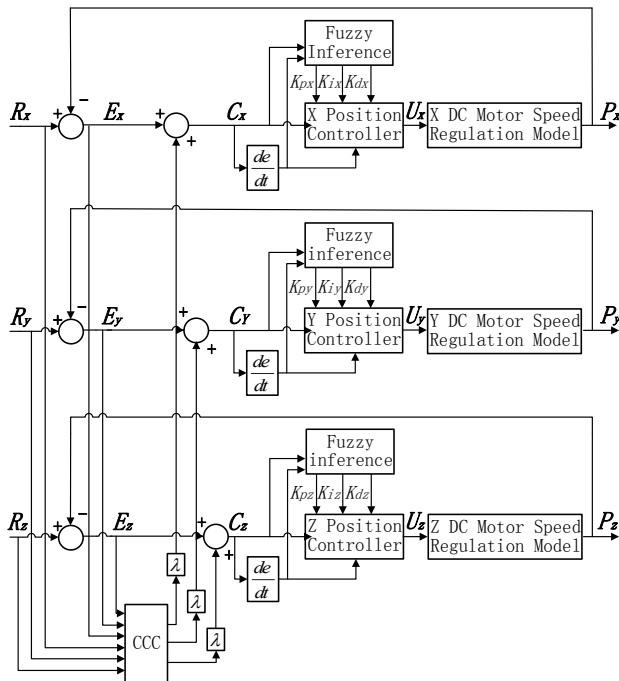 Fuzzy
Inference
Kpx Kix Kdx
Rx
+
−
Ex
+
+
Cx
X Position
Controller
Ux
X DC Motor Speed
Regulation Model
Px
de
dt
Fuzzy
inference
Kpy Kiy Kdy
Ry
+
−
Ey
+
+
CY
Y Position
Controller
Uy
Y DC Motor Speed
Regulation Model
Py
de
dt
Fuzzy
inference
Kpz Kiz Kdz
Rz
+
−
Ez
+
+
Cz
Z Position
Controller
Uz
Z DC Motor Speed
Regulation Model
Pz
de
dt
λ
λ
λ
CCC